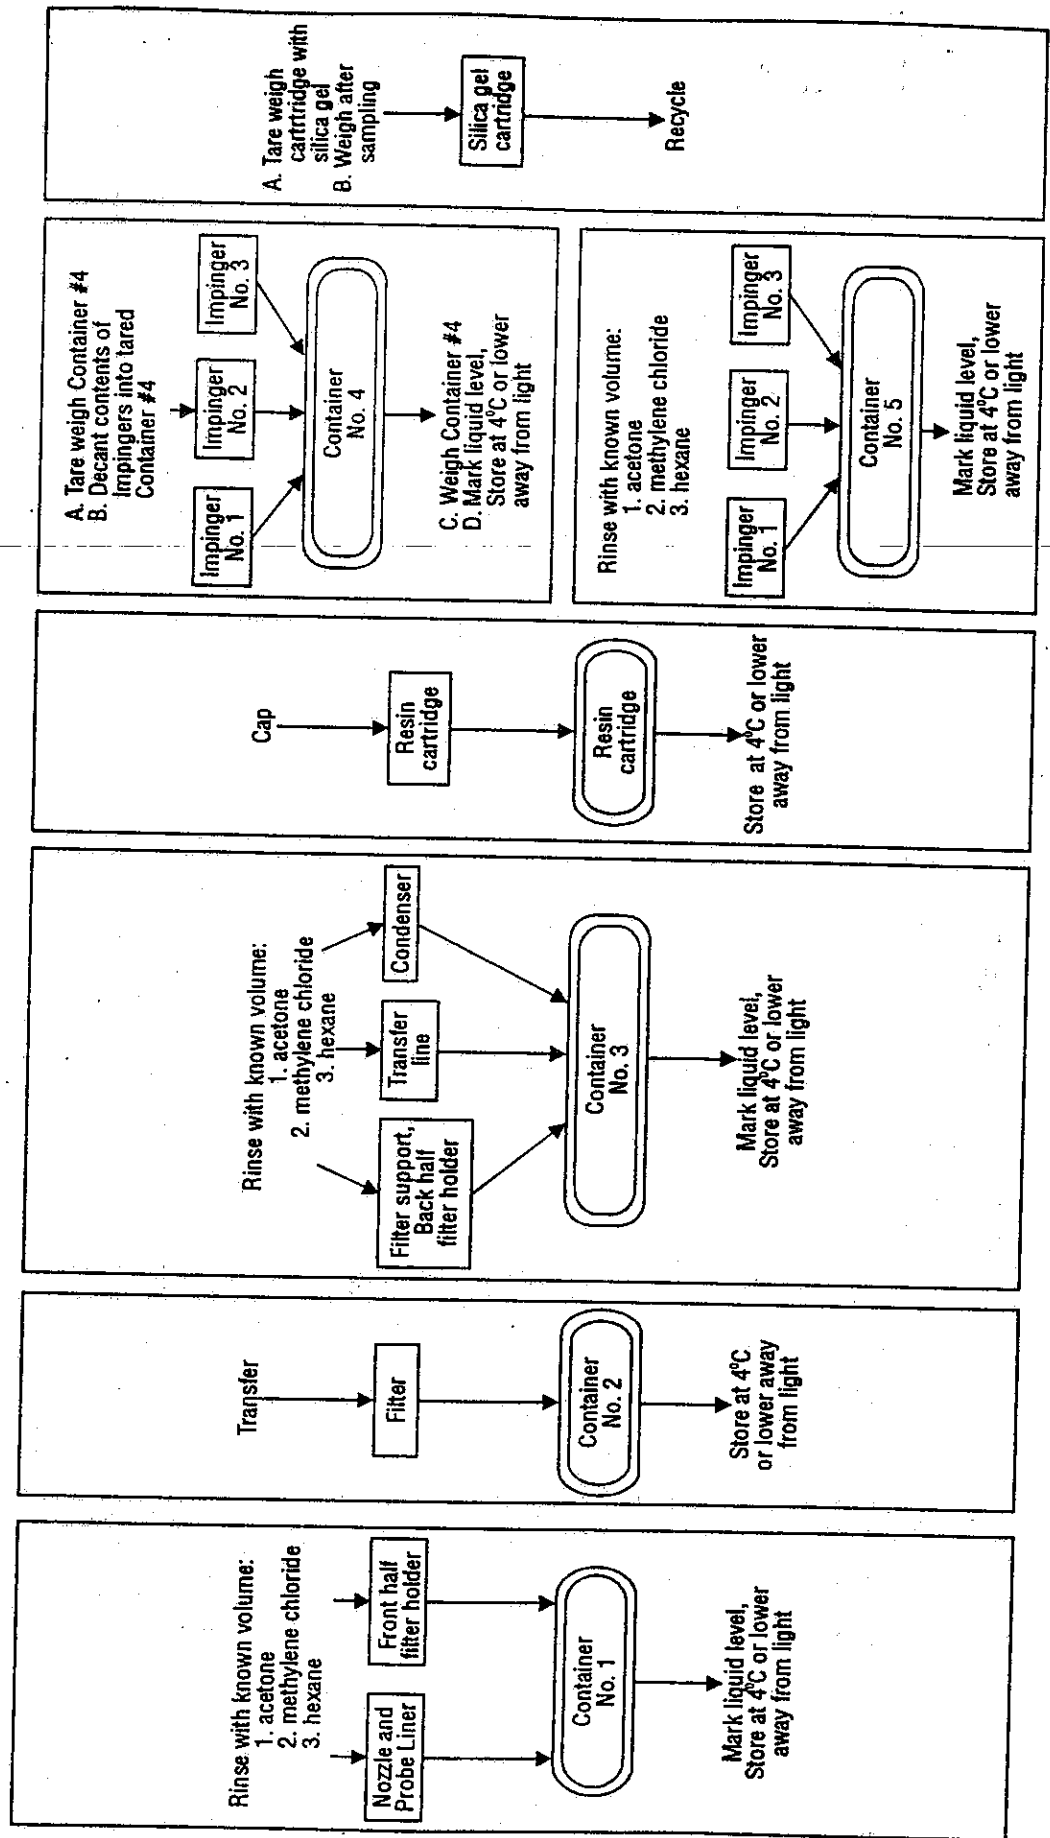 Rinse with known volume:
1. acetone
2. methylene chloride
3. hexane
Nozzle and
Probe Liner
Front half
filter holder
Container
No. 1
Mark liquid level,
Store at 4°C or lower
away from light
Transfer
Filter
Container
No. 2
Store at 4°C
or lower away
from light
Rinse with known volume:
1. acetone
2. methylene chloride
3. hexane
Filter support,
Back half
filter holder
Transfer
line
Condenser
Container
No. 3
Mark liquid level,
Store at 4°C or lower
away from light
Cap
Resin
cartridge
Resin
cartridge
Store at 4°C or lower
away from light
A. Tare weigh Container #4
B. Decant contents of
Impingers into tared
Container #4
Impinger
No. 1
Impinger
No. 2
Impinger
No. 3
Container
No. 4
C. Weigh Container #4
D. Mark liquid level,
Store at 4°C or lower
away from light
Rinse with known volume:
1. acetone
2. methylene chloride
3. hexane
Impinger
No. 1
Impinger
No. 2
Impinger
No. 3
Container
No. 5
Mark liquid level,
Store at 4°C or lower
away from light
A. Tare weigh
cartrtridge with
silica gel
B. Weigh after
sampling
Silica gel
cartridge
Recycle